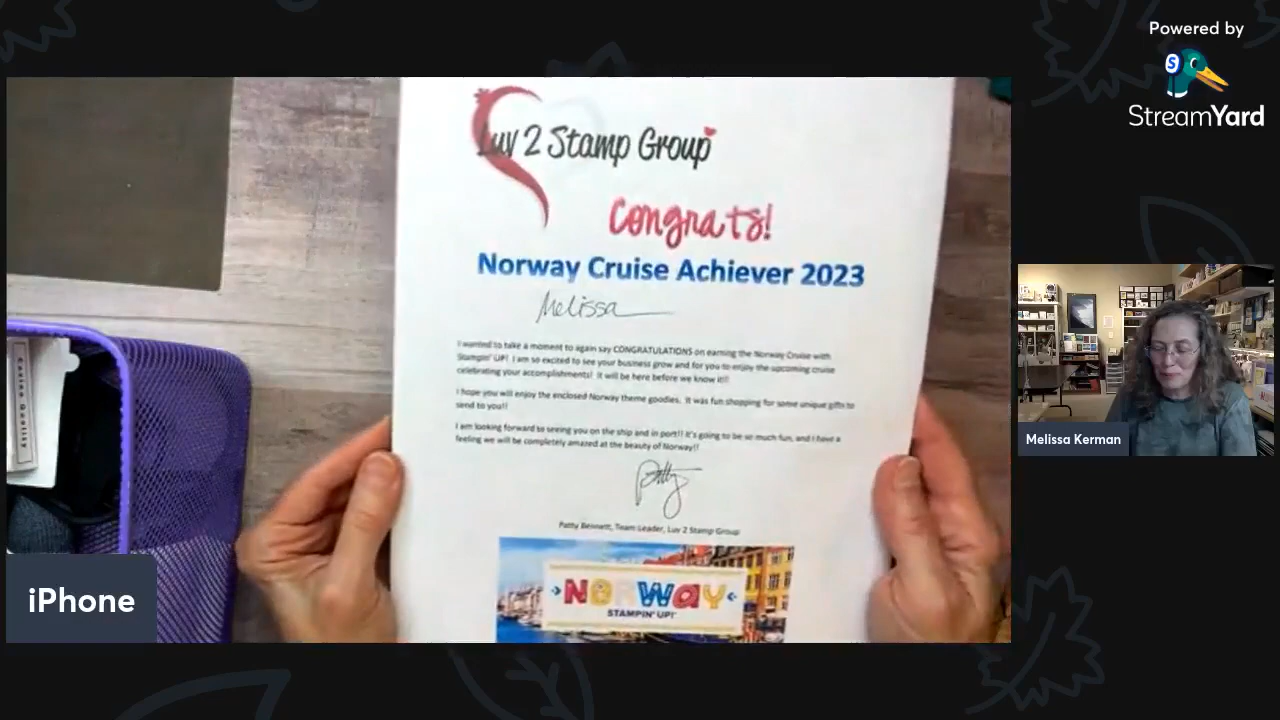 Powered by
StreamYard
Luv 2 Stamp Group
Congrats!
Norway Cruise Achiever 2023
Melissa
I wanted to take a moment to again say CONGRATULATIONS on earning the Norway Cruise with
Stampin' UP! I am so excited to see your business grow and for you to enjoy the upcoming cruise
celebrating your accomplishments! It will be here before we know it!!
I hope you will enjoy the enclosed Norway theme goodies. It was fun shopping for some unique gifts to
send to you!!
I am looking forward to seeing you on the ship and in port!! It's going to be so much fun, and I have a
feeling we will be completely amazed at the beauty of Norway!!
Patty
Patty Bennett, Team Leader, Luv 2 Stamp Group
NORWAY
STAMPIN' UP!
Melissa Kerman
iPhone